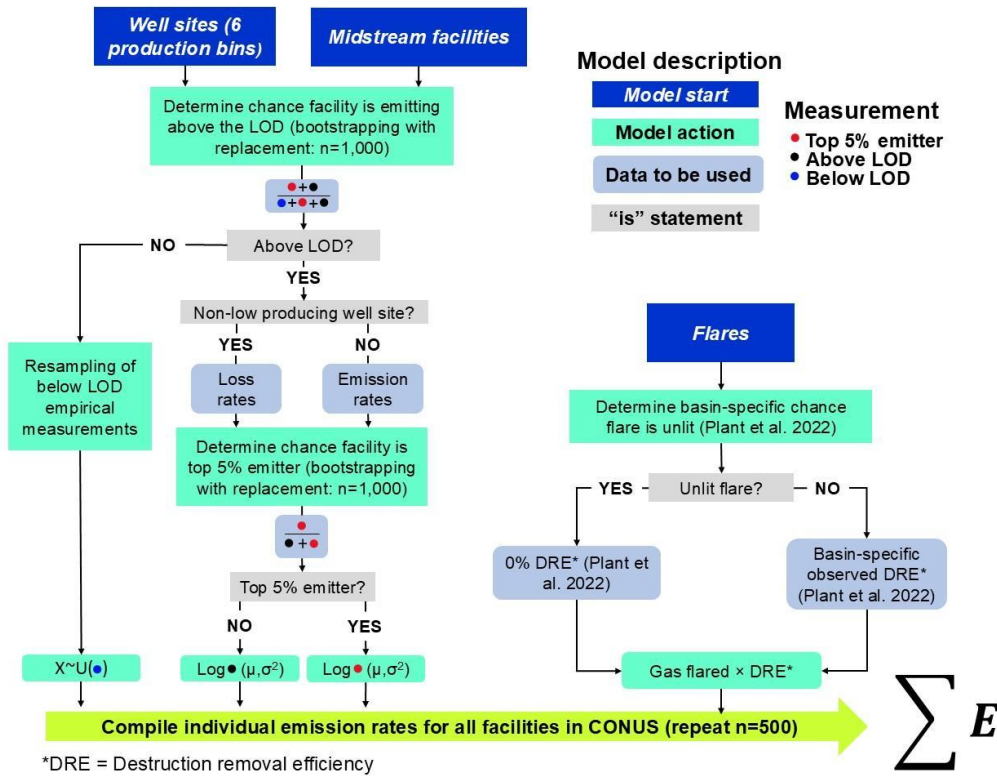 Well sites (6
production bins)
Midstream facilities
Model description
Model start
Model action
Data to be used
“is” statement
Measurement
Top 5% emitter
Above LOD
Below LOD
Determine chance facility is emitting
above the LOD (bootstrapping with
replacement: n=1,000)
+
+ +
NO
Above LOD?
YES
Non-low producing well site?
YES
NO
Loss
rates
Emission
rates
Resampling of
below LOD
empirical
measurements
Determine chance facility is
top 5% emitter (bootstrapping
with replacement: n=1,000)
+
Top 5% emitter?
NO
YES
X~U(●)
Log● (μ,σ²)
Log● (μ,σ²)
Flares
Determine basin-specific chance
flare is unlit (Plant et al. 2022)
YES
Unlit flare?
NO
0% DRE* (Plant et
al. 2022)
Basin-specific
observed DRE*
(Plant et al. 2022)
Gas flared × DRE*
Compile individual emission rates for all facilities in CONUS (repeat n=500)
∑ E
*DRE = Destruction removal efficiency